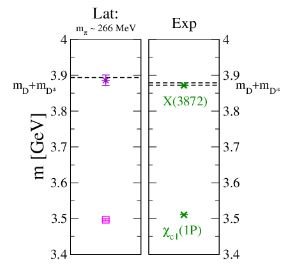 Lat:
m_π ~ 266 MeV
Exp
m [GeV]
4
3.9
3.8
3.7
3.6
3.5
3.4
m_D+m_D*
X(3872)
χ_c1(1P)
4
3.9
3.8
3.7
3.6
3.5
3.4
m_D+m_D*